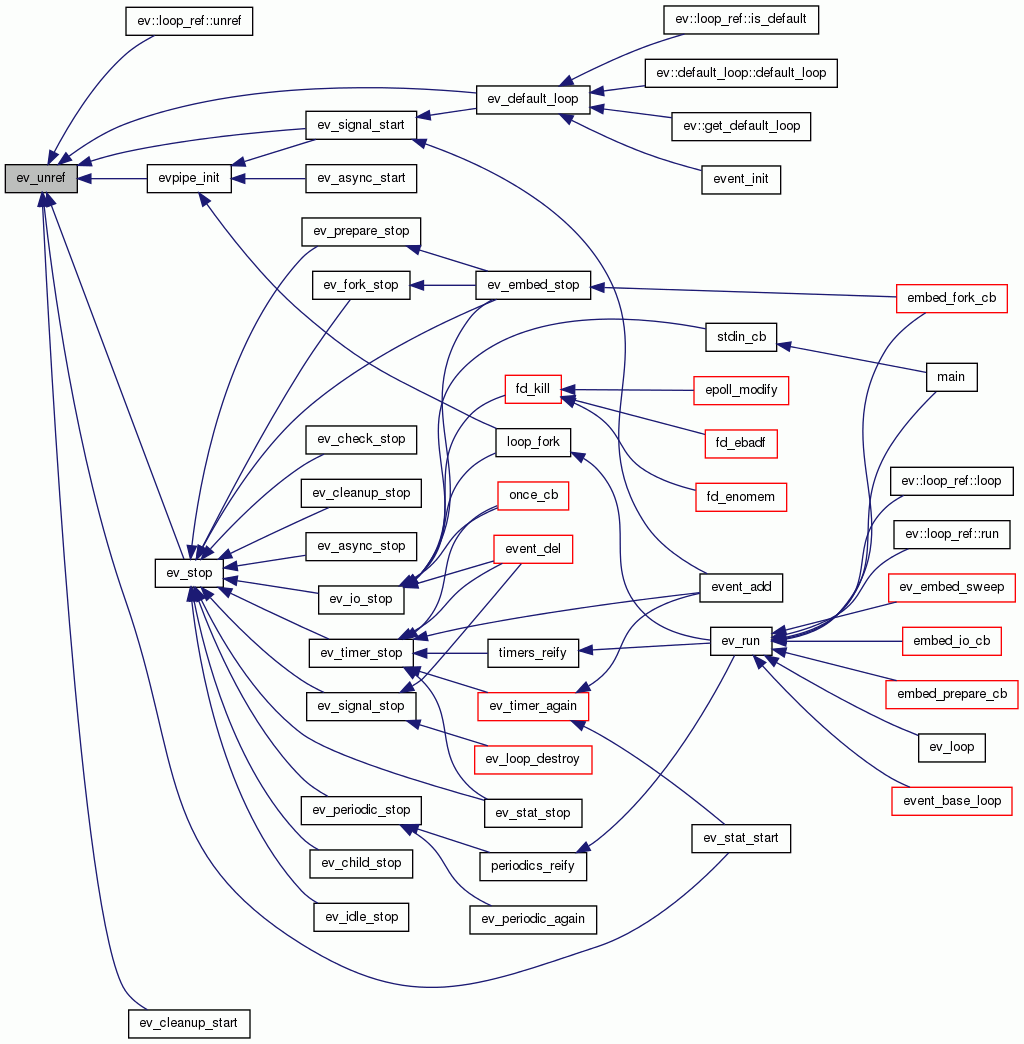 ev::loop_ref::unref
ev::loop_ref::is_default
ev::default_loop::default_loop
ev_default_loop
ev_signal_start
ev::get_default_loop
ev_unref
evpipe_init
ev_async_start
event_init
ev_prepare_stop
ev_fork_stop
ev_embed_stop
embed_fork_cb
stdin_cb
main
fd_kill
epoll_modify
ev_check_stop
loop_fork
fd_ebadf
ev::loop_ref::loop
ev_cleanup_stop
once_cb
fd_enomem
ev::loop_ref::run
ev_async_stop
event_del
ev_stop
ev_io_stop
event_add
ev_embed_sweep
ev_timer_stop
timers_reify
ev_run
embed_io_cb
ev_signal_stop
ev_timer_again
embed_prepare_cb
ev_loop_destroy
ev_loop
ev_periodic_stop
ev_stat_stop
event_base_loop
ev_child_stop
periodics_reify
ev_stat_start
ev_idle_stop
ev_periodic_again
ev_cleanup_start